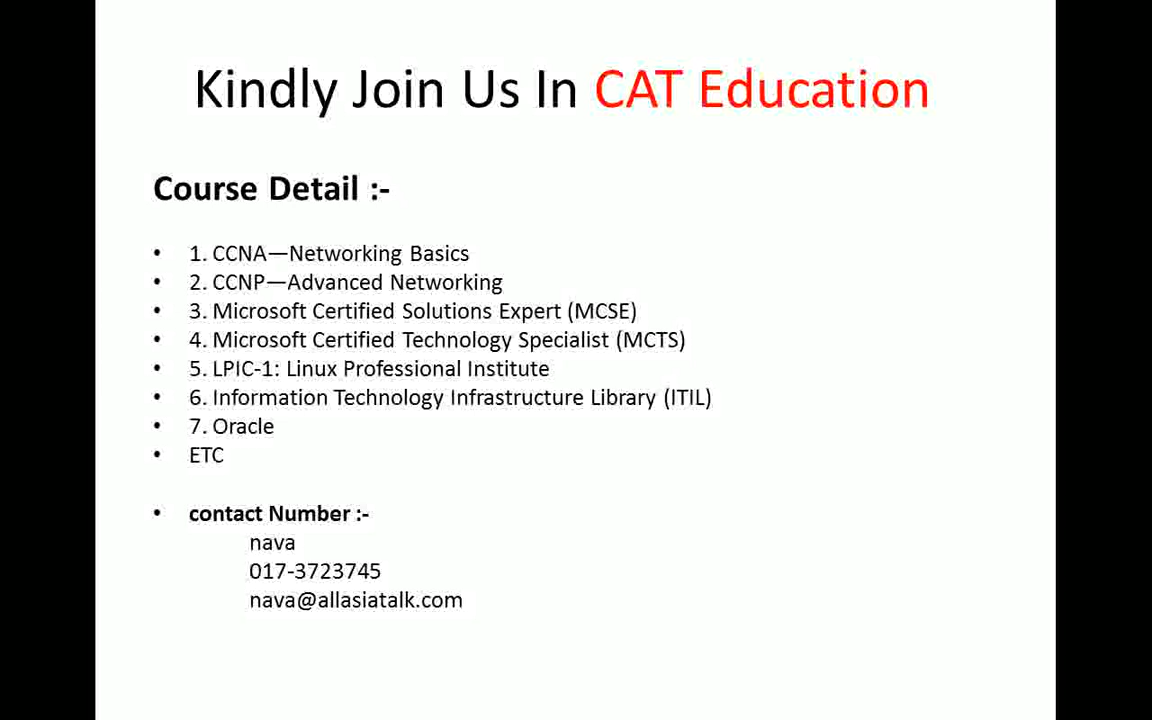 Kindly Join Us In CAT Education
Course Detail :-
• 1. CCNA—Networking Basics
• 2. CCNP—Advanced Networking
• 3. Microsoft Certified Solutions Expert (MCSE)
• 4. Microsoft Certified Technology Specialist (MCTS)
• 5. LPIC-1: Linux Professional Institute
• 6. Information Technology Infrastructure Library (ITIL)
• 7. Oracle
• ETC
• contact Number :-
nava
017-3723745
nava@allasiatalk.com